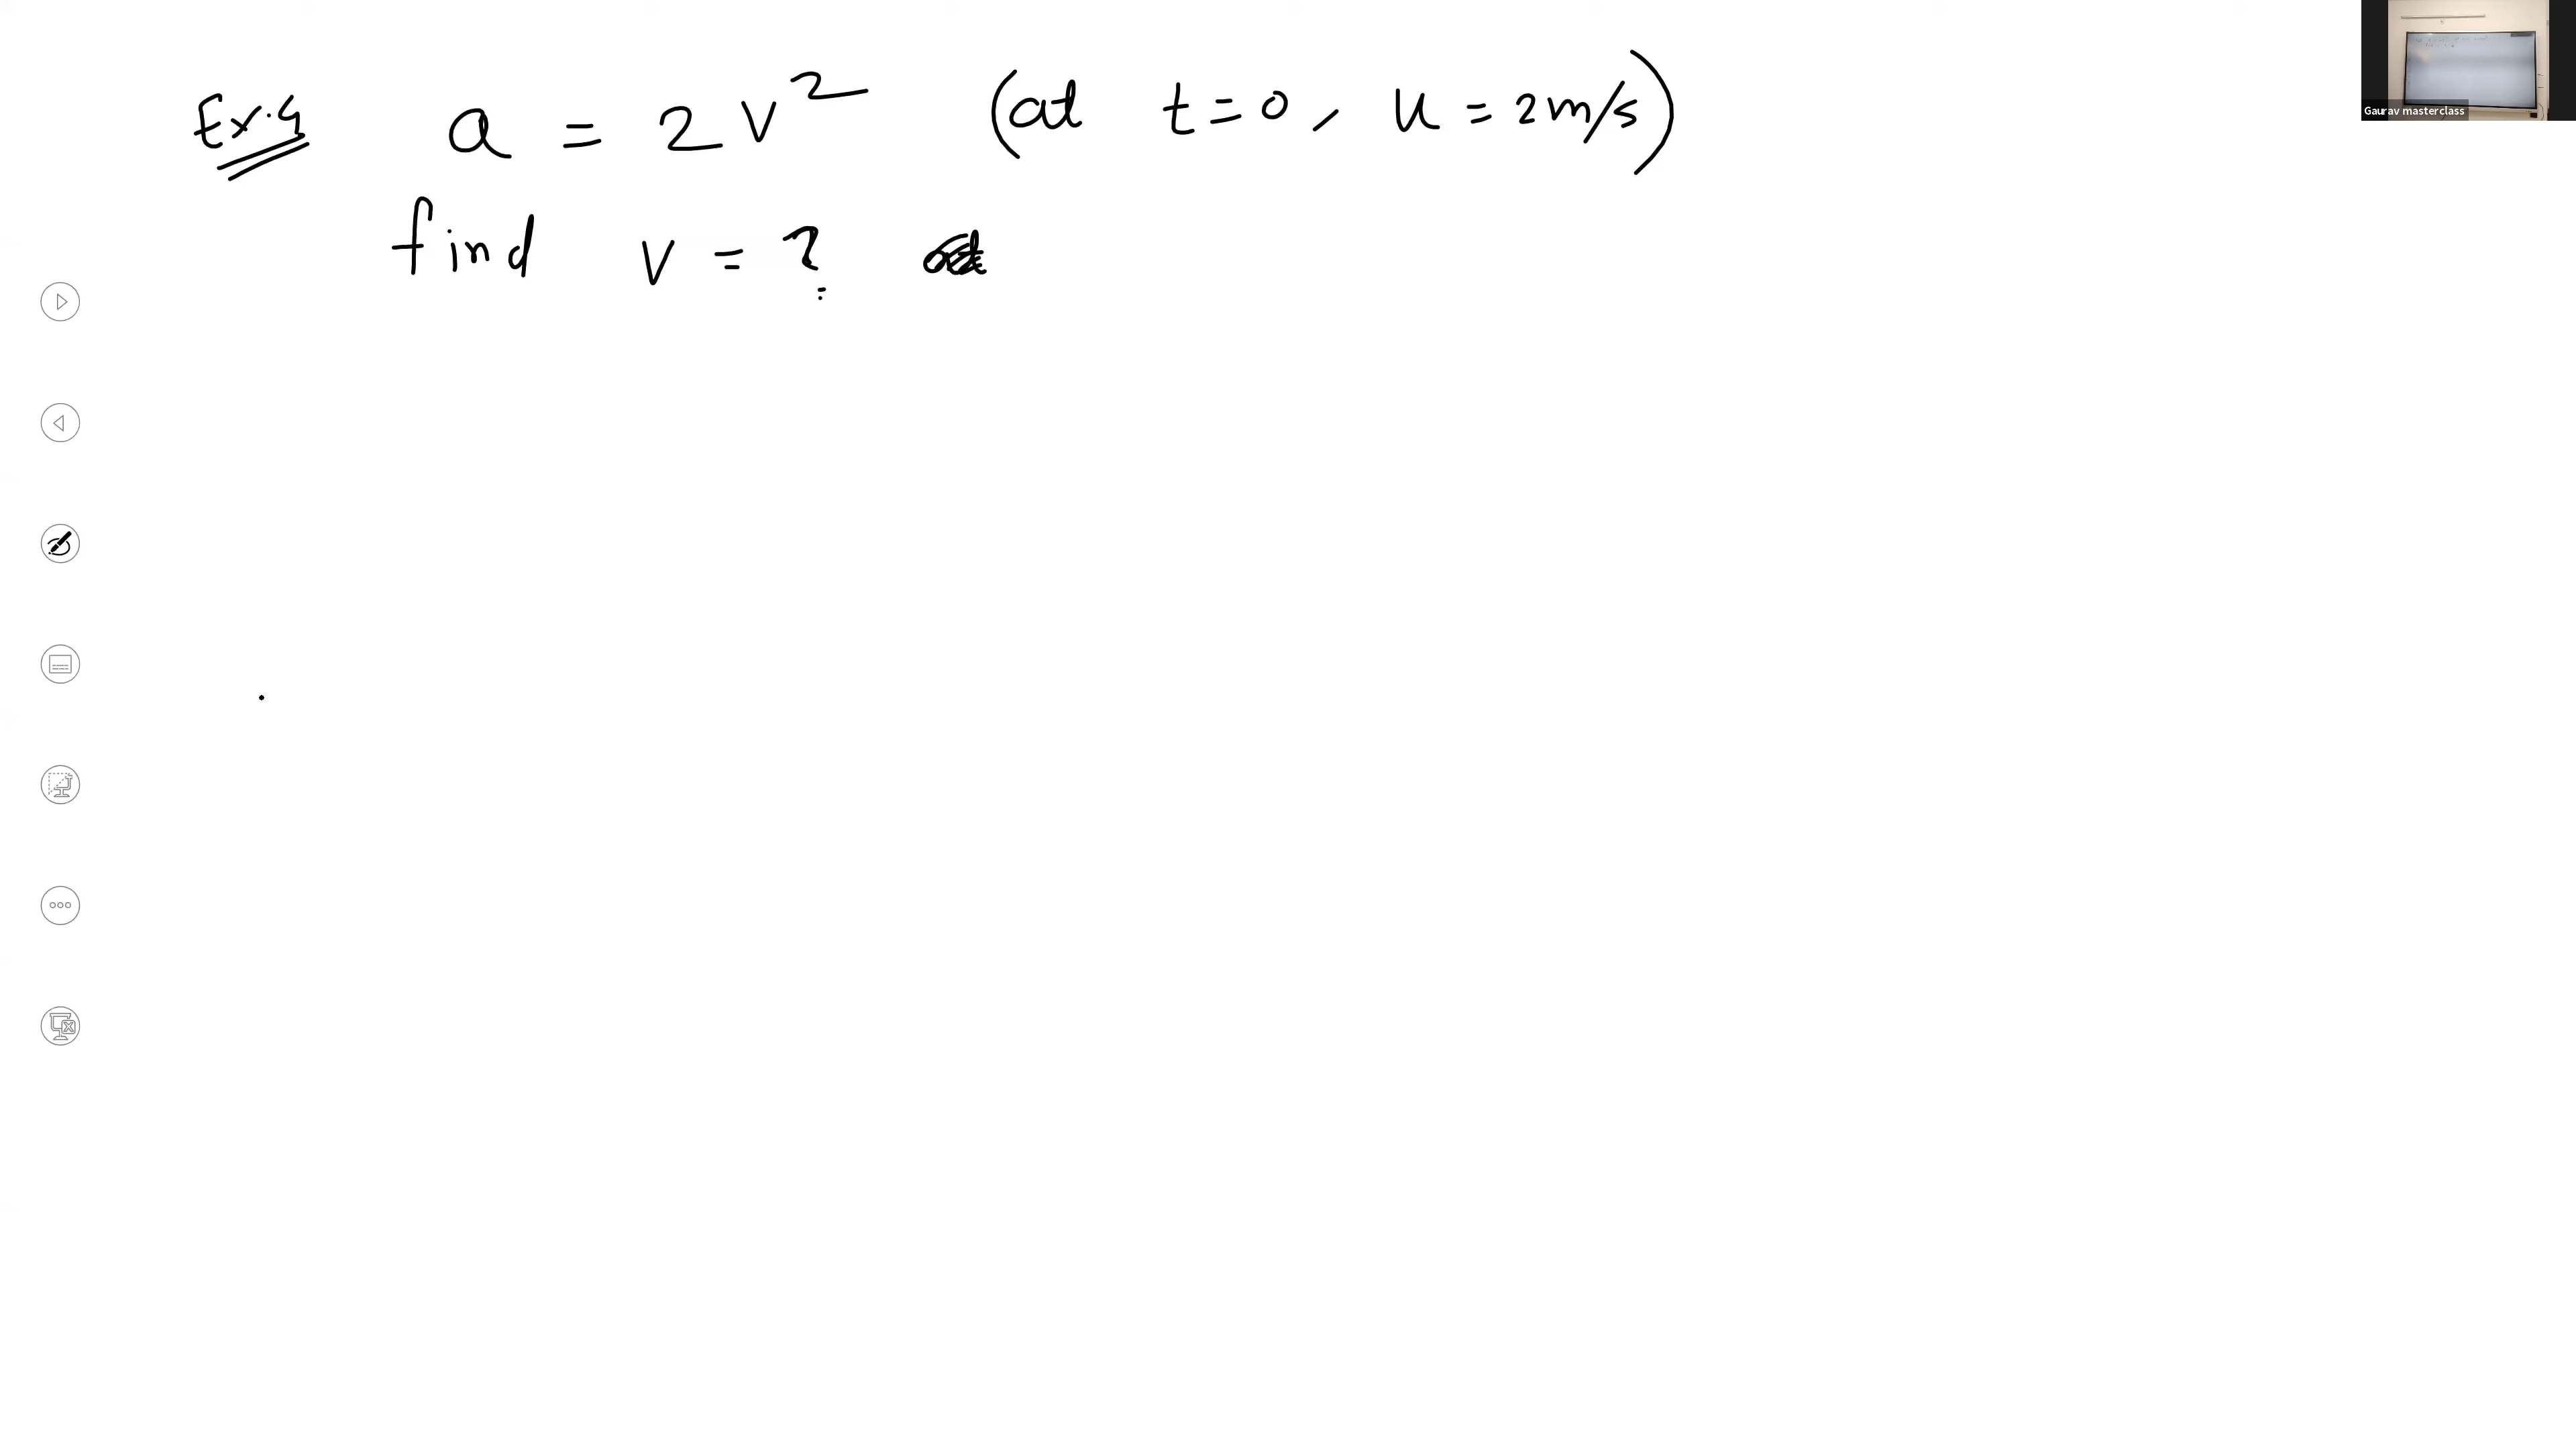 Ex.4 a = 2v² (at t=0, u = 2m/s)
find v = ?
Gaurav masterclass